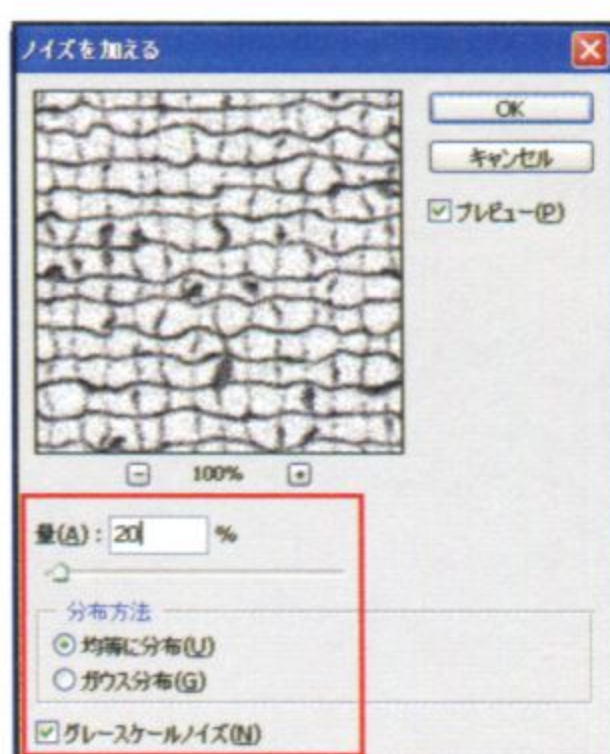 ノイズを加える
OK
キャンセル
プレビュー(P)
100%
量(A): 20 %
分布方法
均等に分布(U)
ガウス分布(G)
グレースケールノイズ(N)